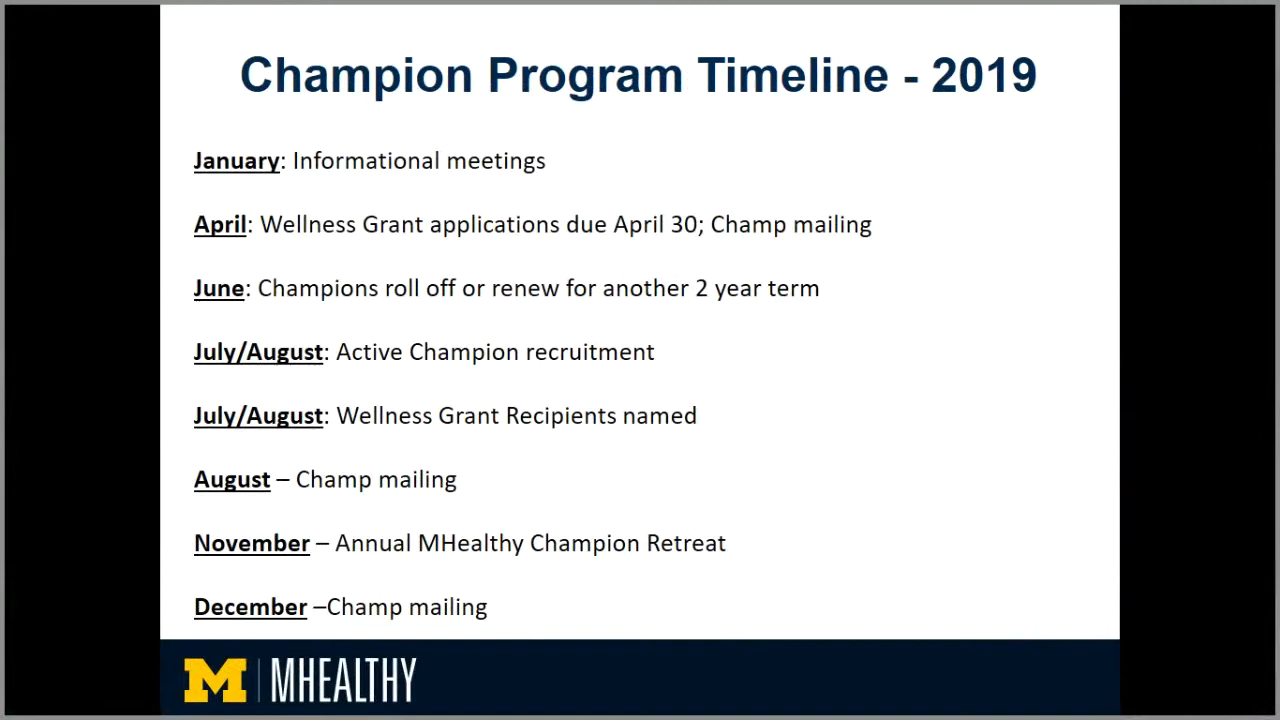 Champion Program Timeline - 2019
January: Informational meetings
April: Wellness Grant applications due April 30; Champ mailing
June: Champions roll off or renew for another 2 year term
July/August: Active Champion recruitment
July/August: Wellness Grant Recipients named
August – Champ mailing
November – Annual MHealthy Champion Retreat
December –Champ mailing
M | MHEALTHY